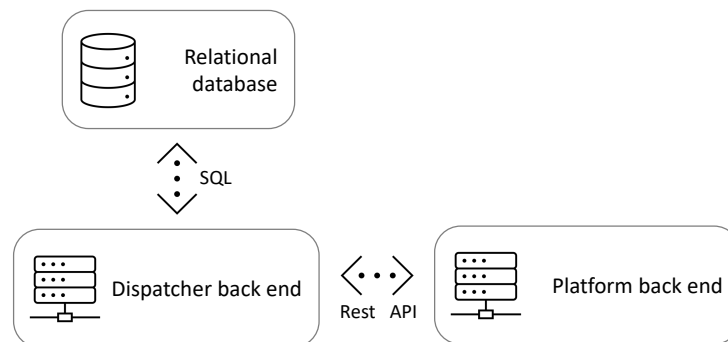 Relational
database
SQL
Dispatcher back end
Platform back end
Rest API